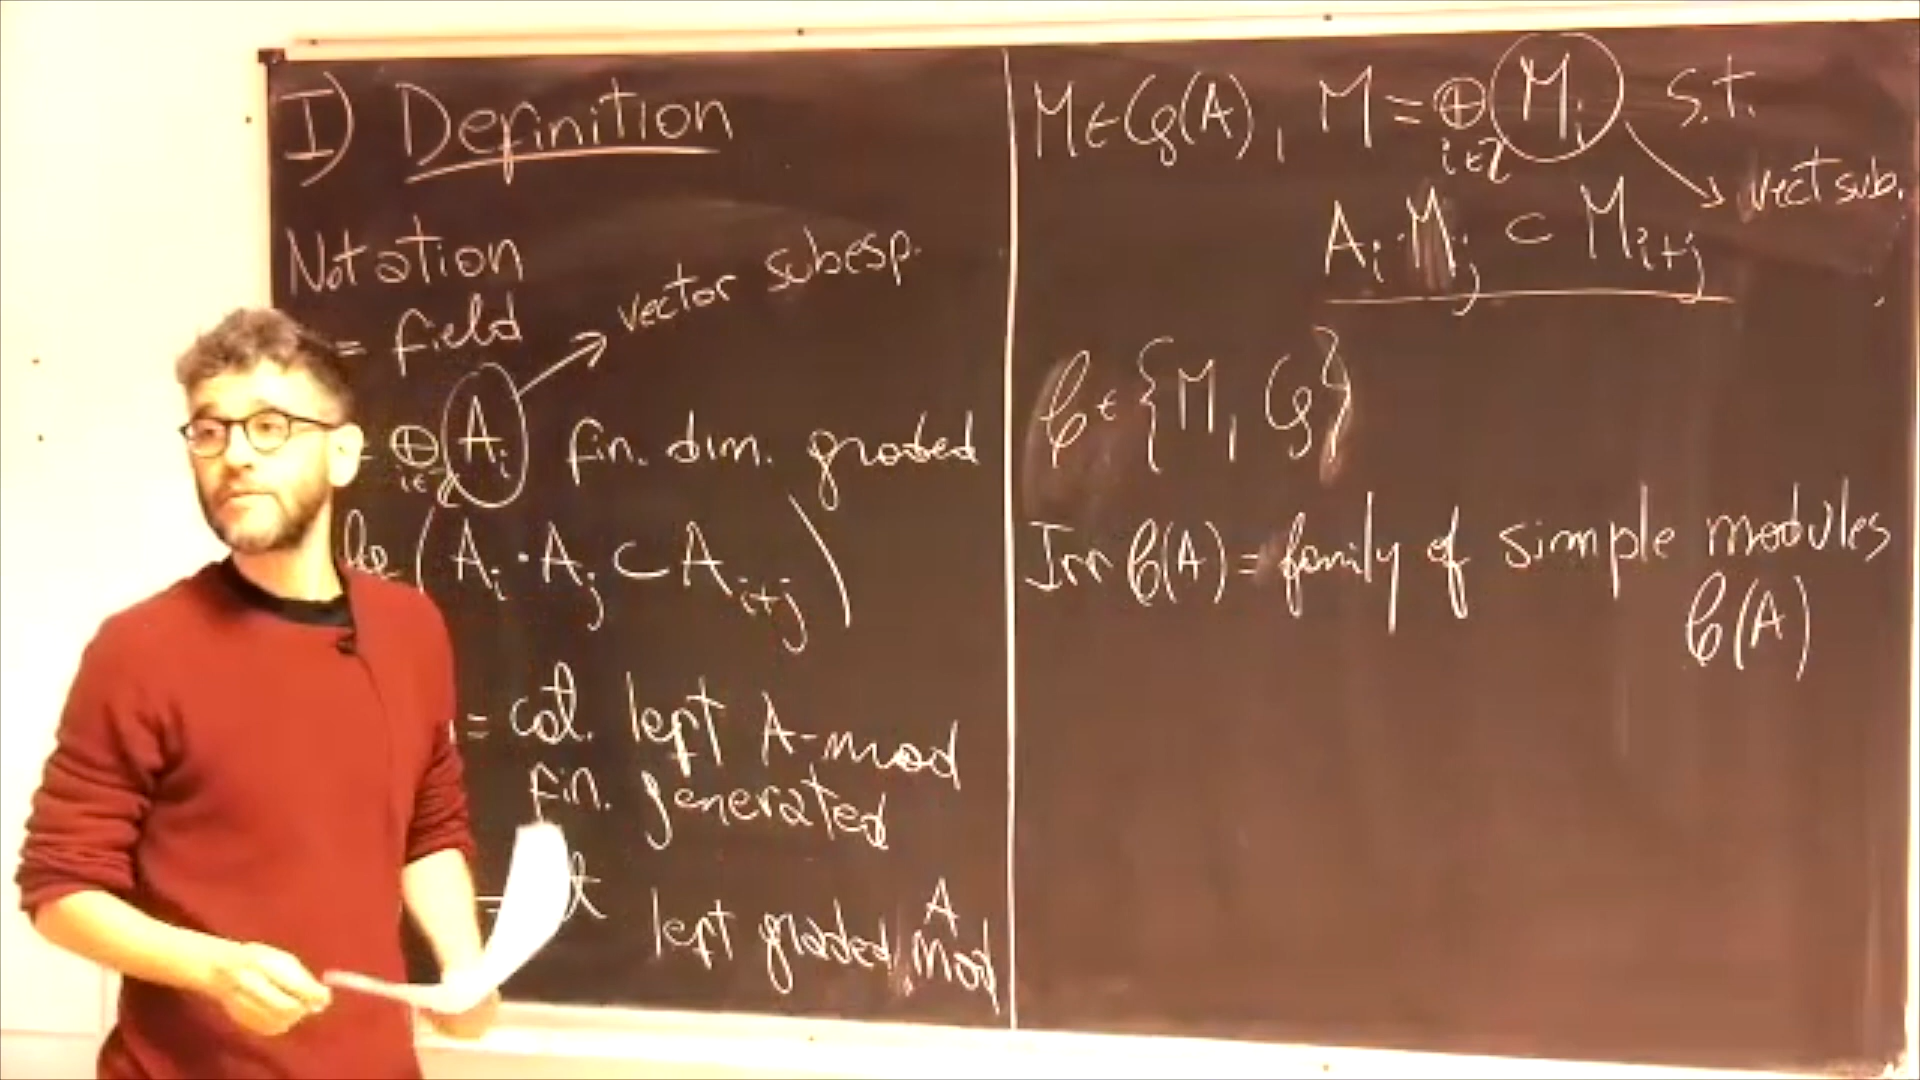 I) Definition
Notation
= field
vector subesp.
= ⊕ i∈ℤ A_i fin. dim. graded
(A_i · A_j ⊂ A_{i+j})
= cat. left A-mod
fin. generated
left graded A mod
M ∈ G(A), M = ⊕ i∈ℤ M_i s.t.
vect sub.
A_i · M_j ⊂ M_{i+j}
𝒞 ∈ {M, G}
Irr 𝒞(A) = family of simple modules
𝒞(A)